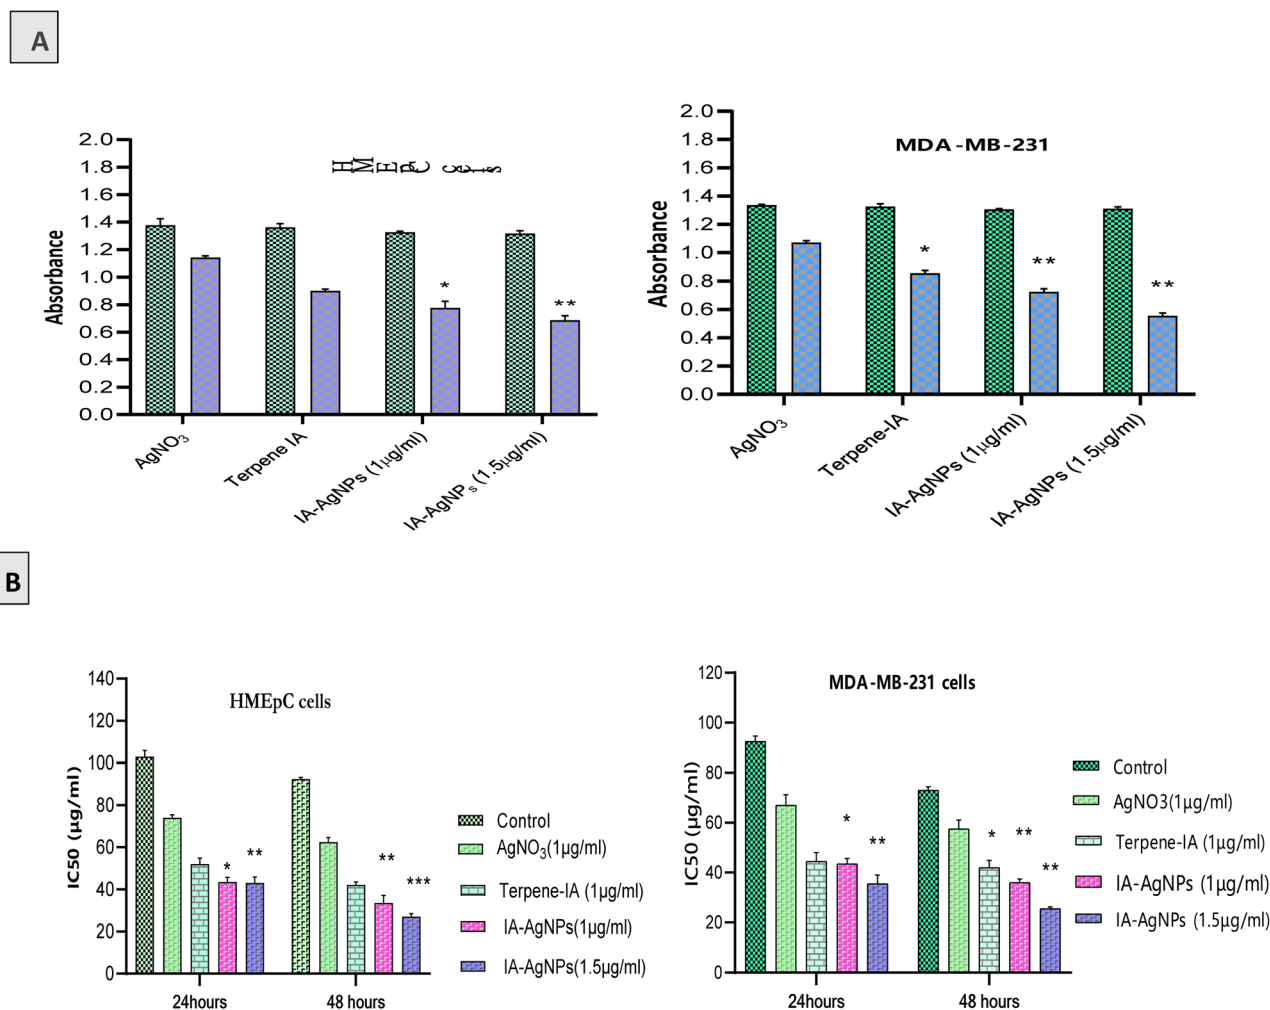 A
HMEPC cells
2.0
1.8
1.6
1.4
1.2
1.0
0.8
0.6
0.4
0.2
0.0
Absorbance
*
**
AgNO3
Terpene IA
IA-AgNPs (1µg/ml)
IA-AgNPs (1.5µg/ml)
MDA-MB-231
2.0
1.8
1.6
1.4
1.2
1.0
0.8
0.6
0.4
0.2
0.0
Absorbance
*
**
**
AgNO3
Terpene-IA
IA-AgNPs (1µg/ml)
IA-AgNPs (1.5µg/ml)
B
HMEpC cells
140
120
100
80
60
40
20
0
IC50 (µg/ml)
*
**
**
***
24hours
48 hours
Control
AgNO3(1µg/ml)
Terpene-IA (1µg/ml)
IA-AgNPs(1µg/ml)
IA-AgNPs(1.5µg/ml)
MDA-MB-231 cells
120
100
80
60
40
20
0
IC50 (µg/ml)
*
**
*
**
**
24hours
48 hours
Control
AgNO3(1µg/ml)
Terpene-IA (1µg/ml)
IA-AgNPs (1µg/ml)
IA-AgNPs (1.5µg/ml)